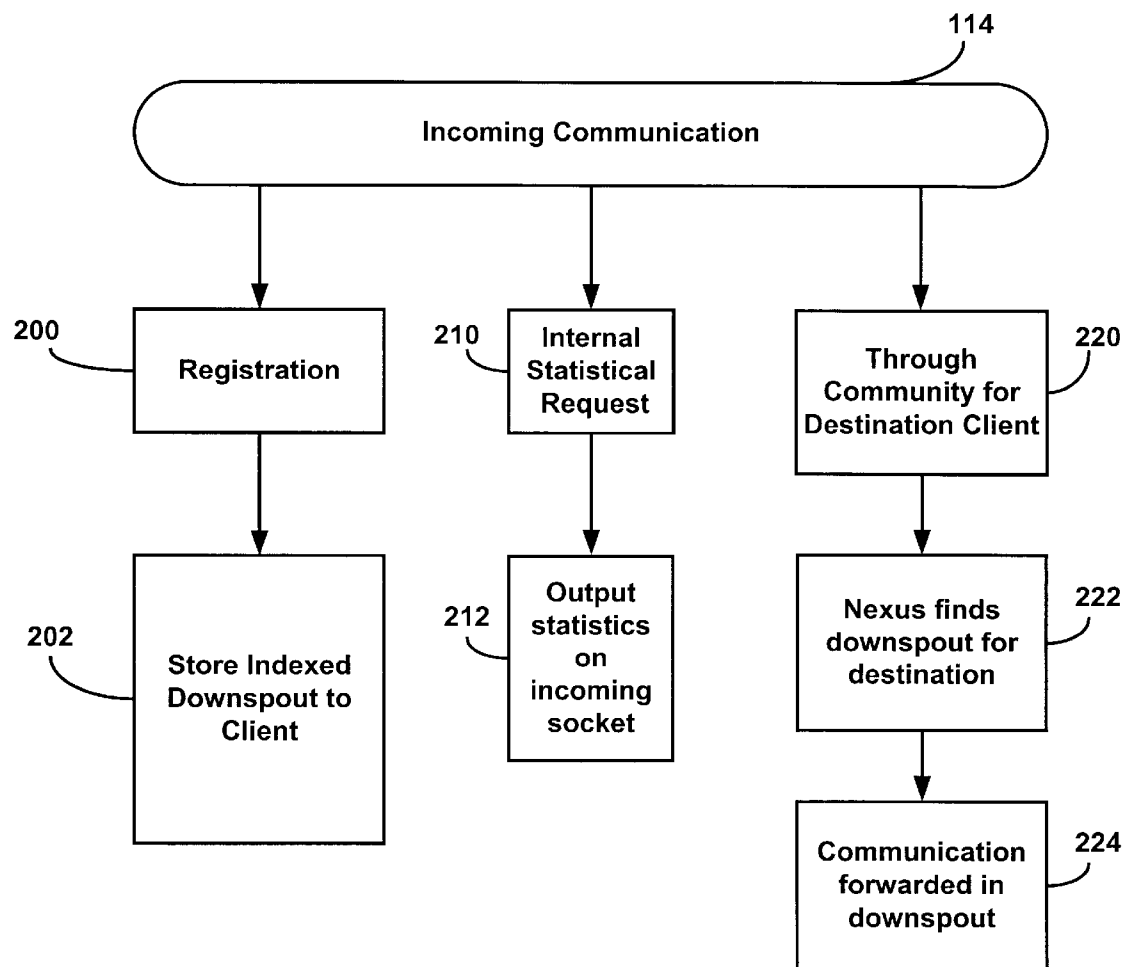 114
Incoming Communication
200
Registration
210
Internal
Statistical
Request
220
Through
Community for
Destination Client
202
Store Indexed
Downspout to
Client
212
Output
statistics
on
incoming
socket
222
Nexus finds
downspout for
destination
224
Communication
forwarded in
downspout